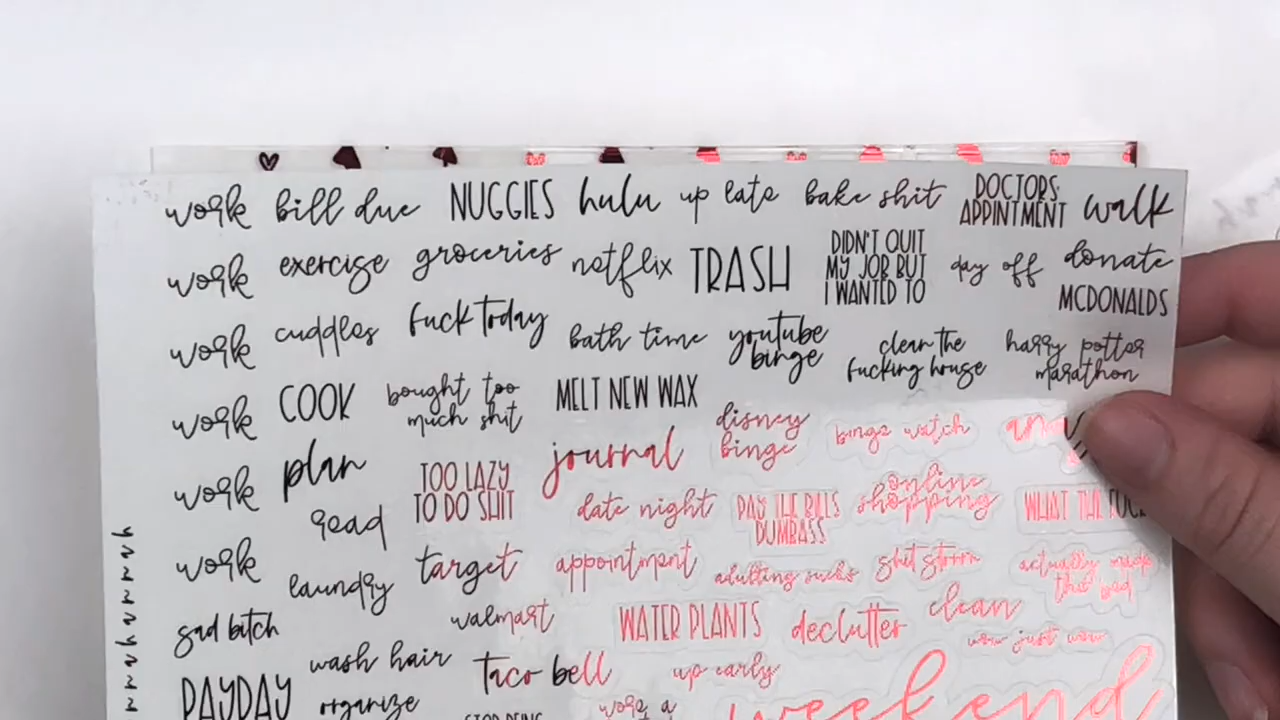 work bill due NUGGIES hulu up late bake shit DOCTORS
APPINTMENT walk
work exercise groceries netflix TRASH DIDN'T QUIT
MY JOB BUT
I WANTED TO day off donate
MCDONALDS
work cuddles fuck today bath time youtube
binge clean the
fucking house harry potter
marathon
work COOK bought too
much shit MELT NEW WAX disney
binge binge watch
work plan TOO LAZY
TO DO SHIT journal date night PAY THE BILLS
DUMBASS online
shopping WHAT THE
read
work laundry target appointment adulting sucks shit storm actually made
the bed
sad bitch walmart WATER PLANTS declutter clean wow just wow
PAYDAY wash hair taco bell up early weekend
organize STOP BEING work a